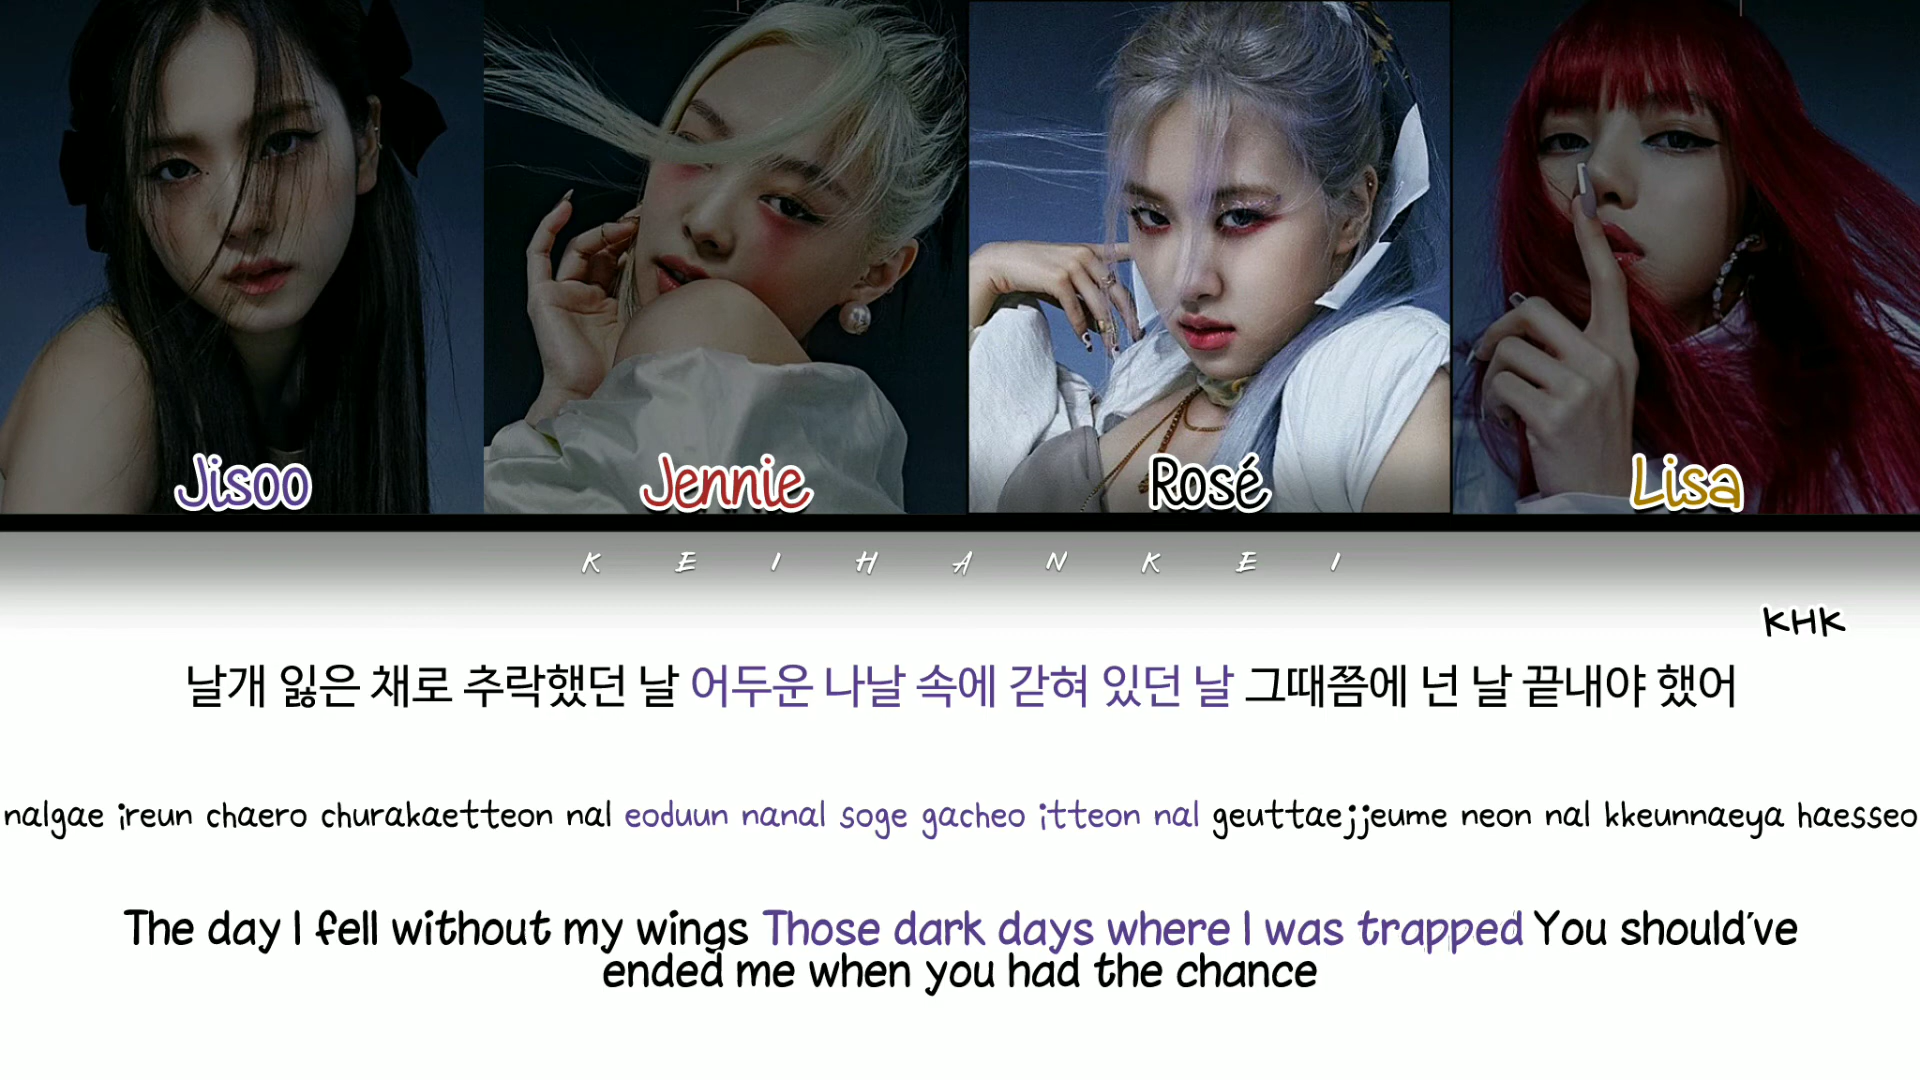 Jisoo
Jennie
Rosé
Lisa
KEIHANKEI
KHK
날개 잃은 채로 추락했던 날 어두운 나날 속에 갇혀 있던 날 그때쯤에 넌 날 끝내야 했어
nalgae ireun chaero churakaetteon nal eoduun nanal soge gacheo itteon nal geuttaejjeume neon nal kkeunnaeya haesseo
The day I fell without my wings Those dark days where I was trapped You should've
ended me when you had the chance